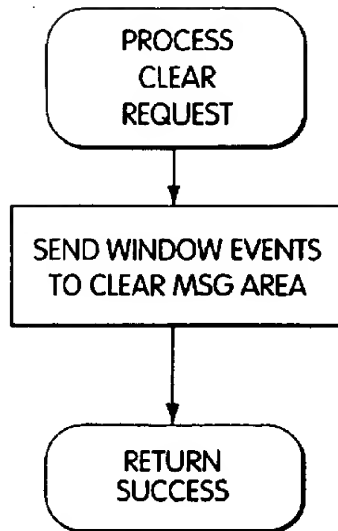 PROCESS
CLEAR
REQUEST
SEND WINDOW EVENTS
TO CLEAR MSG AREA
RETURN
SUCCESS